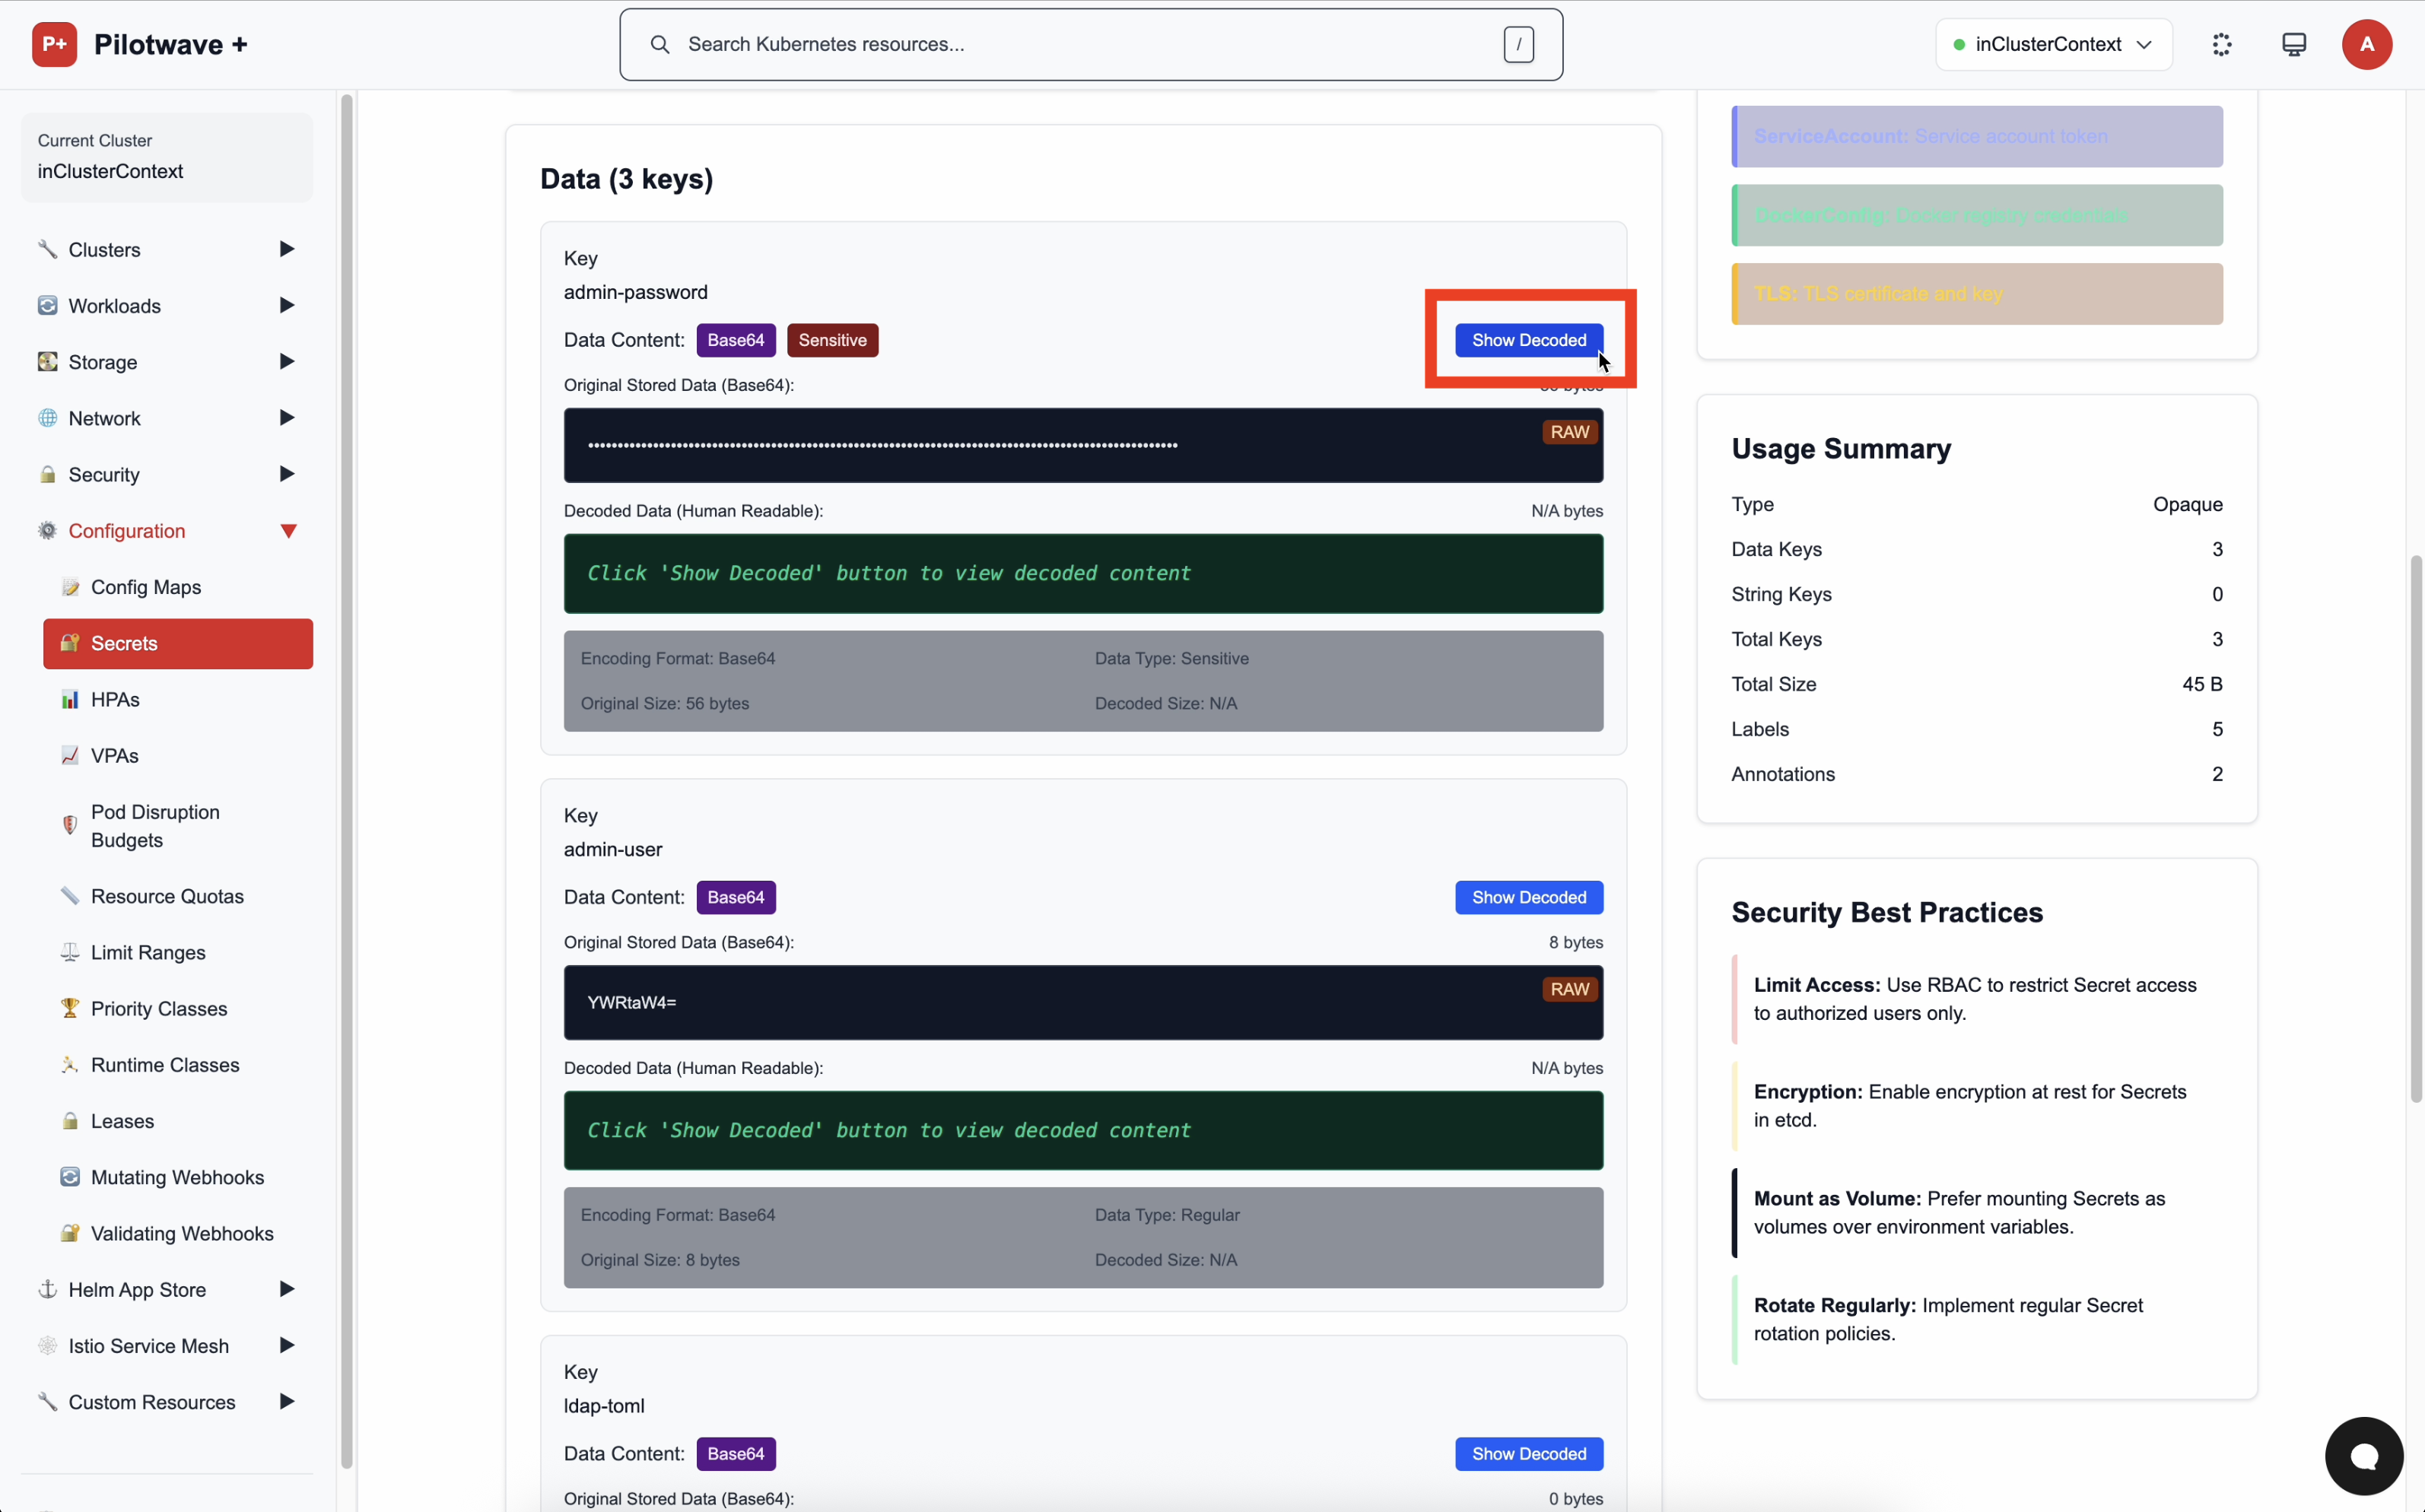 P+ Pilotwave +
Search Kubernetes resources...
/
inClusterContext
A
Current Cluster
inClusterContext
Clusters
Workloads
Storage
Network
Security
Configuration
Config Maps
Secrets
HPAs
VPAs
Pod Disruption
Budgets
Resource Quotas
Limit Ranges
Priority Classes
Runtime Classes
Leases
Mutating Webhooks
Validating Webhooks
Helm App Store
Istio Service Mesh
Custom Resources
Data (3 keys)
Key
admin-password
Data Content: Base64 Sensitive
Show Decoded
Original Stored Data (Base64):
56 bytes
RAW
Decoded Data (Human Readable):
N/A bytes
Click 'Show Decoded' button to view decoded content
Encoding Format: Base64
Data Type: Sensitive
Original Size: 56 bytes
Decoded Size: N/A
Key
admin-user
Data Content: Base64
Show Decoded
Original Stored Data (Base64):
8 bytes
YWRtaW4=
RAW
Decoded Data (Human Readable):
N/A bytes
Click 'Show Decoded' button to view decoded content
Encoding Format: Base64
Data Type: Regular
Original Size: 8 bytes
Decoded Size: N/A
Key
ldap-toml
Data Content: Base64
Show Decoded
Original Stored Data (Base64):
0 bytes
ServiceAccount: Service account token
DockerConfig: Docker registry credentials
TLS: TLS certificate and key
Usage Summary
Type Opaque
Data Keys 3
String Keys 0
Total Keys 3
Total Size 45 B
Labels 5
Annotations 2
Security Best Practices
Limit Access: Use RBAC to restrict Secret access
to authorized users only.
Encryption: Enable encryption at rest for Secrets
in etcd.
Mount as Volume: Prefer mounting Secrets as
volumes over environment variables.
Rotate Regularly: Implement regular Secret
rotation policies.